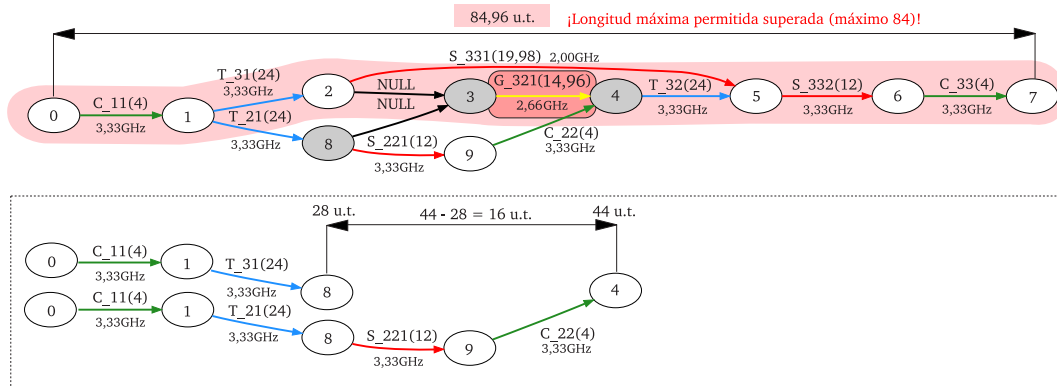 84,96 u.t.
¡Longitud máxima permitida superada (máximo 84)!
S_331(19,98) 2,00GHz
T_31(24)
3,33GHz
NULL
NULL
G_321(14,96)
2,66GHz
T_32(24)
3,33GHz
S_332(12)
3,33GHz
C_33(4)
3,33GHz
C_11(4)
3,33GHz
T_21(24)
3,33GHz
S_221(12)
3,33GHz
C_22(4)
3,33GHz
0
1
2
3
4
5
6
7
8
9
28 u.t.
44 - 28 = 16 u.t.
44 u.t.
0
C_11(4)
3,33GHz
1
T_31(24)
3,33GHz
8
0
C_11(4)
3,33GHz
1
T_21(24)
3,33GHz
8
S_221(12)
3,33GHz
9
C_22(4)
3,33GHz
4